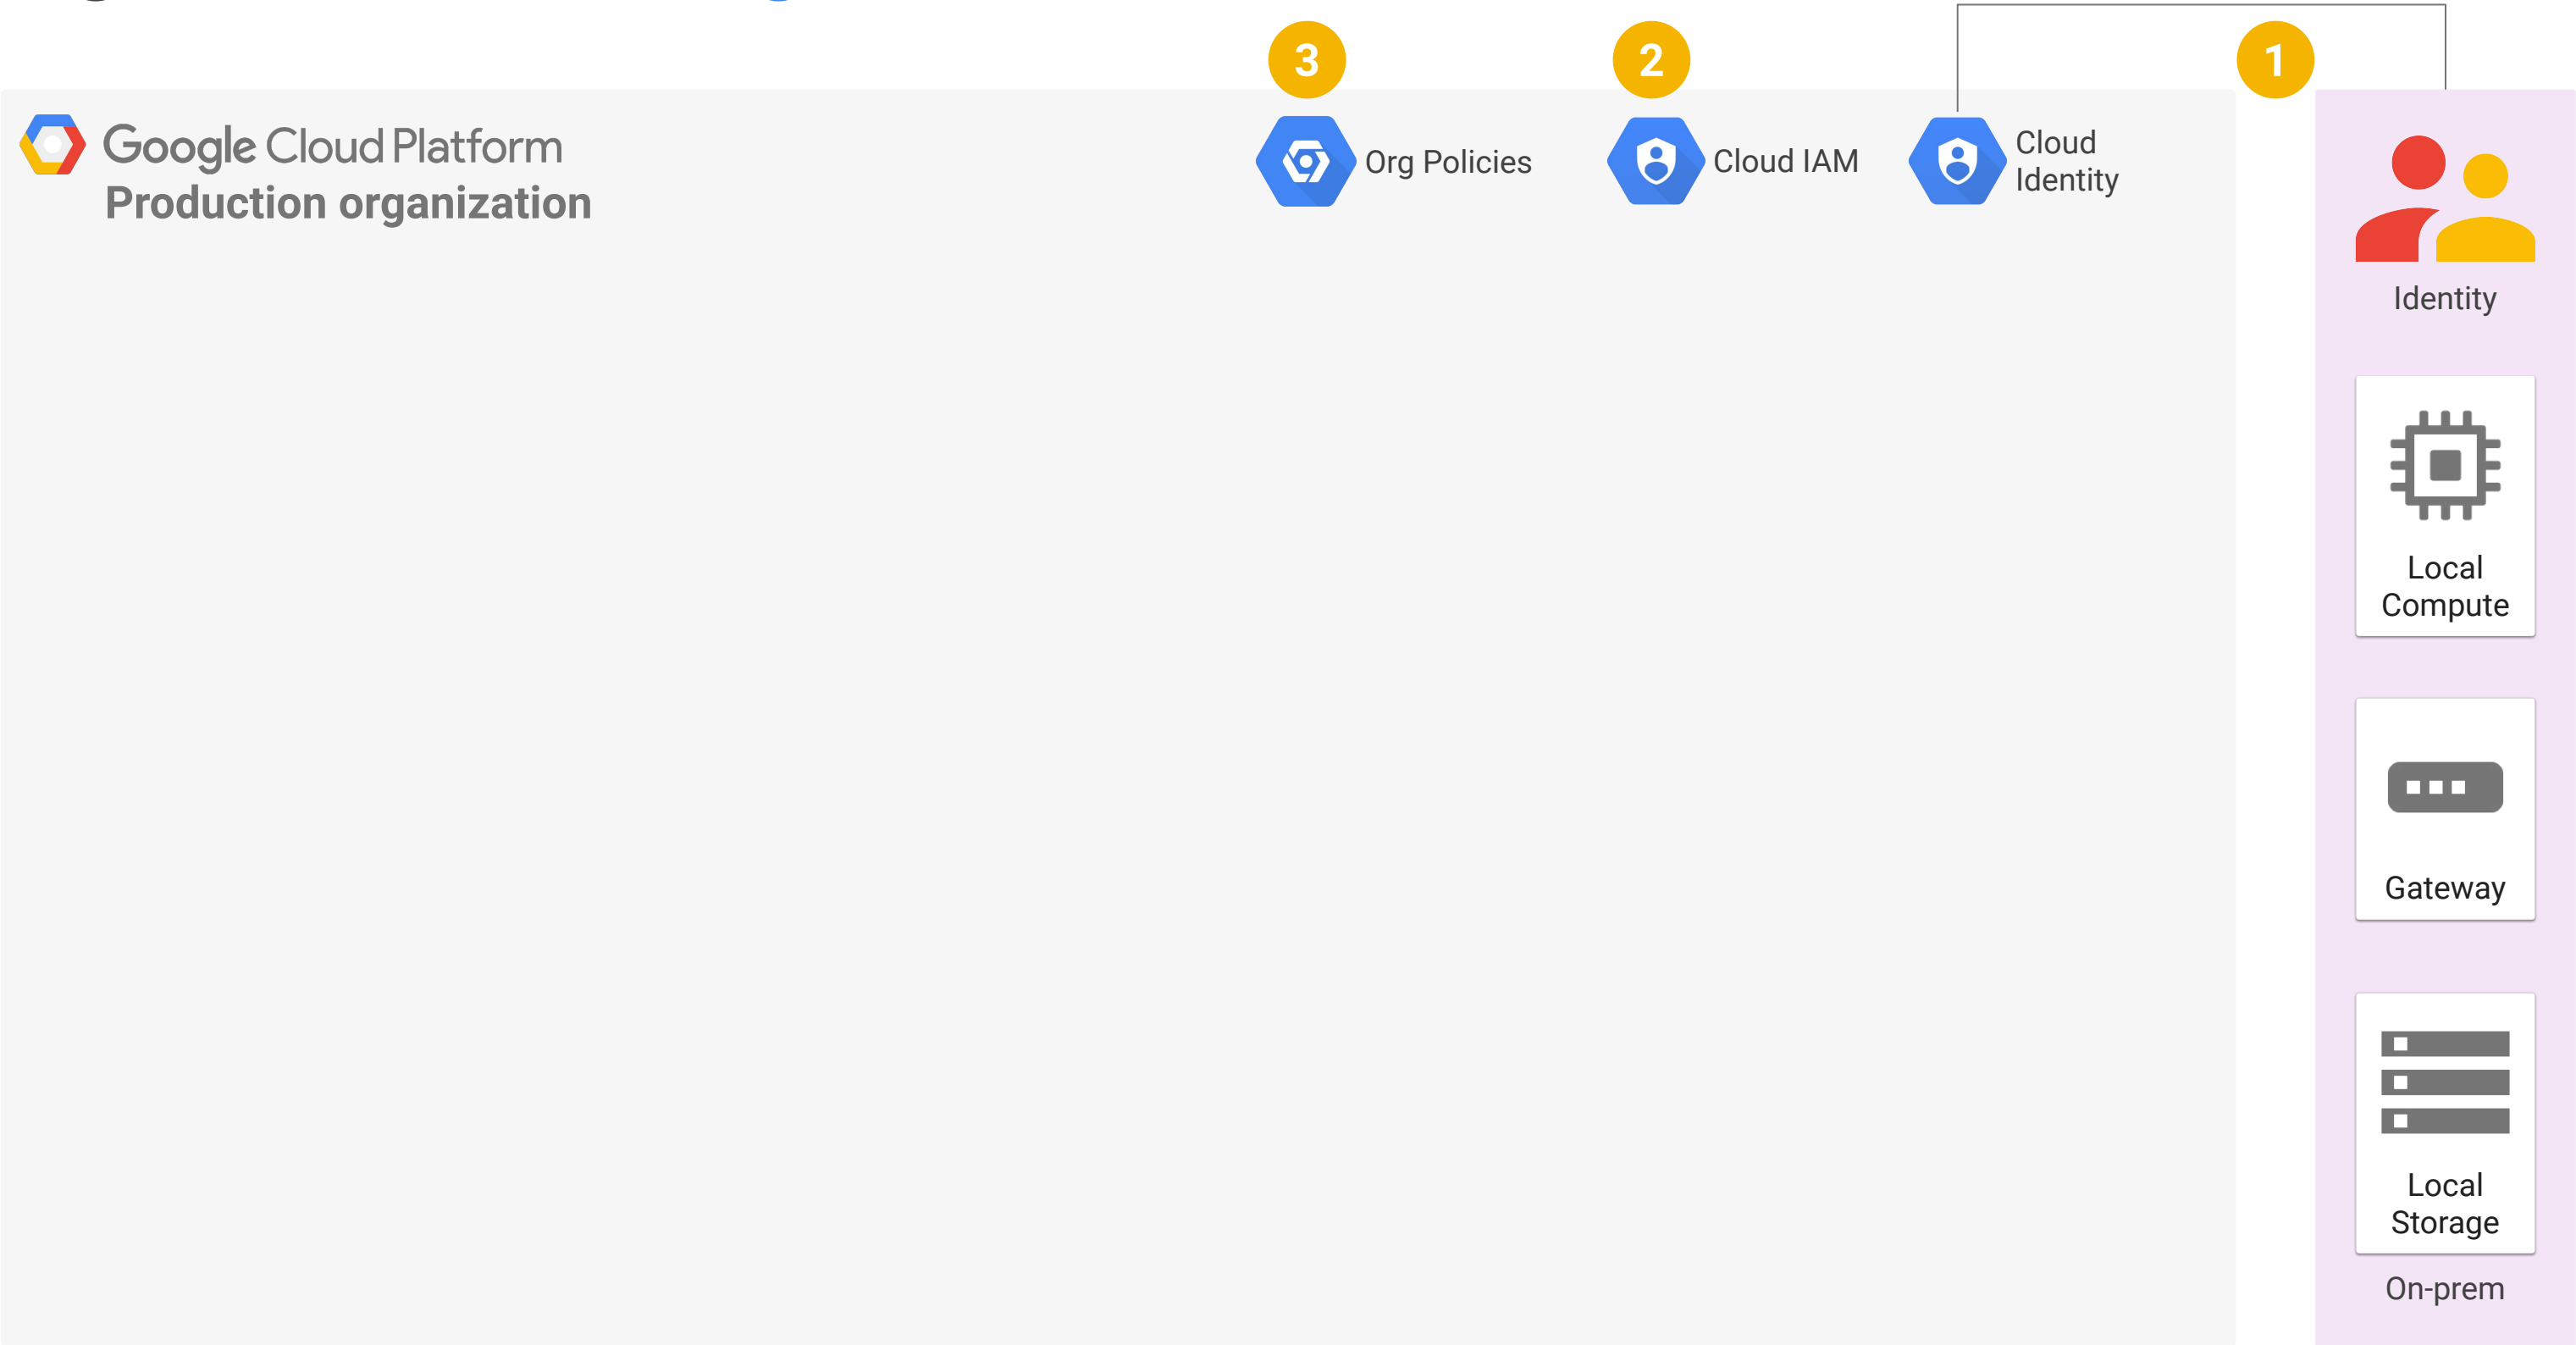 3
2
1
Google Cloud Platform
Production organization
Org Policies
Cloud IAM
Cloud
Identity
Identity
Local
Compute
Gateway
Local
Storage
On-prem